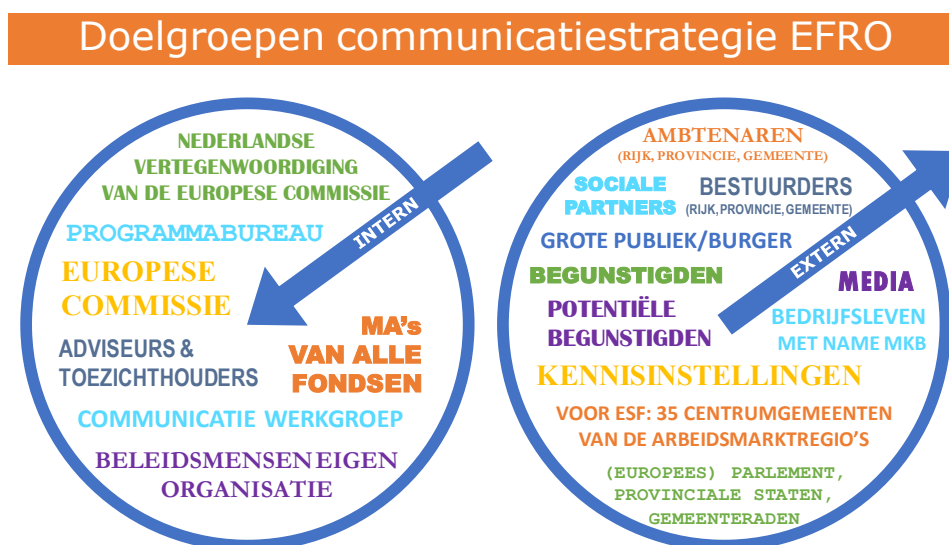 Doelgroepen communicatiestrategie EFRO
NEDERLANDSE
VERTEGENWOORDIGING
VAN DE EUROPESE COMMISSIE
INTERN
PROGRAMMABUREAU
EUROPESE
COMMISSIE
MA's
VAN ALLE
FONDSEN
ADVISEURS &
TOEZICHTHOUDERS
COMMUNICATIE WERKGROEP
BELEIDSMENSEN EIGEN
ORGANISATIE
AMBTENAREN
(RIJK, PROVINCIE, GEMEENTE)
SOCIALE
PARTNERS
BESTUURDERS
(RIJK, PROVINCIE, GEMEENTE)
GROTE PUBLIEK/BURGER
EXTERN
BEGUNSTIGDEN
MEDIA
POTENTIËLE
BEGUNSTIGDEN
BEDRIJFSLEVEN
MET NAME MKB
KENNISINSTELLINGEN
VOOR ESF: 35 CENTRUMGEMEENTEN
VAN DE ARBEIDSMARKTREGIO'S
(EUROPEES) PARLEMENT,
PROVINCIALE STATEN,
GEMEENTERADEN